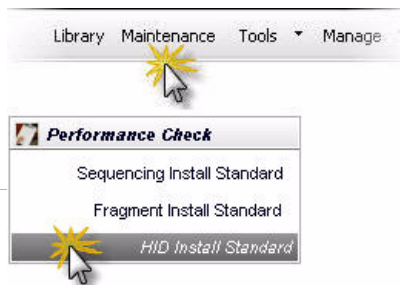 Library Maintenance Tools Manage
Performance Check
Sequencing Install Standard
Fragment Install Standard
HID Install Standard